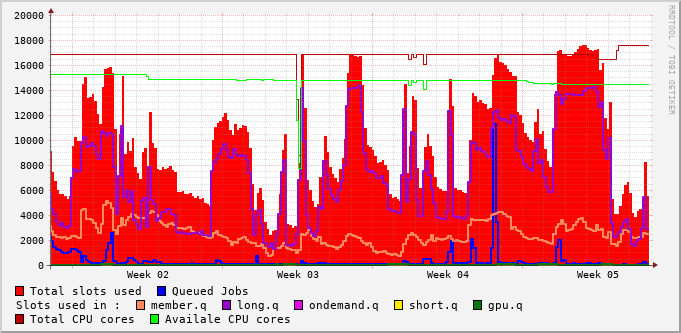 20000
18000
16000
14000
12000
10000
8000
6000
4000
2000
0
Week 02 Week 03 Week 04 Week 05
RRDTOOL / TOBI OETIKER
Total slots used Queued Jobs
Slots used in : member.q long.q ondemand.q short.q gpu.q
Total CPU cores Availale CPU cores